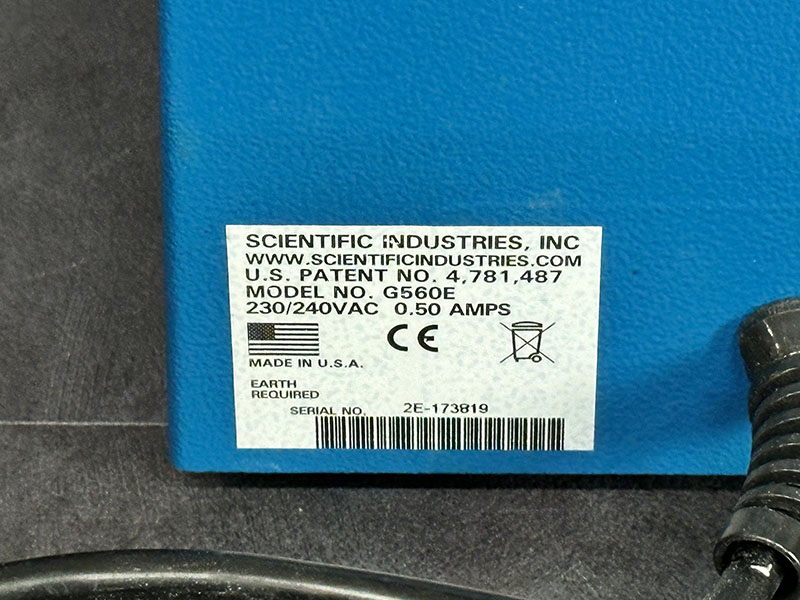 SCIENTIFIC INDUSTRIES, INC
WWW.SCIENTIFICINDUSTRIES.COM
U.S. PATENT NO. 4,781,487
MODEL NO. G560E
230/240VAC 0.50 AMPS
CE
MADE IN U.S.A.
EARTH
REQUIRED
SERIAL NO. 2E-173819